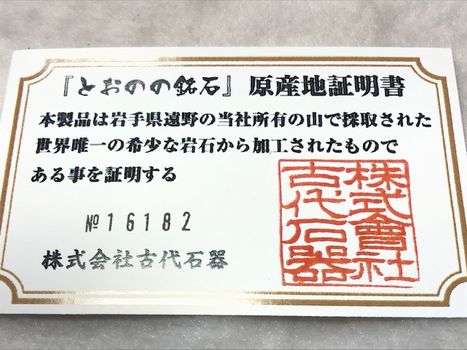 『とおのの銘石』原産地証明書
本製品は岩手県遠野の当社所有の山で採取された
世界唯一の希少な岩石から加工されたもので
ある事を証明する
№16182
株式会社古代石器
株式會社
古代石器